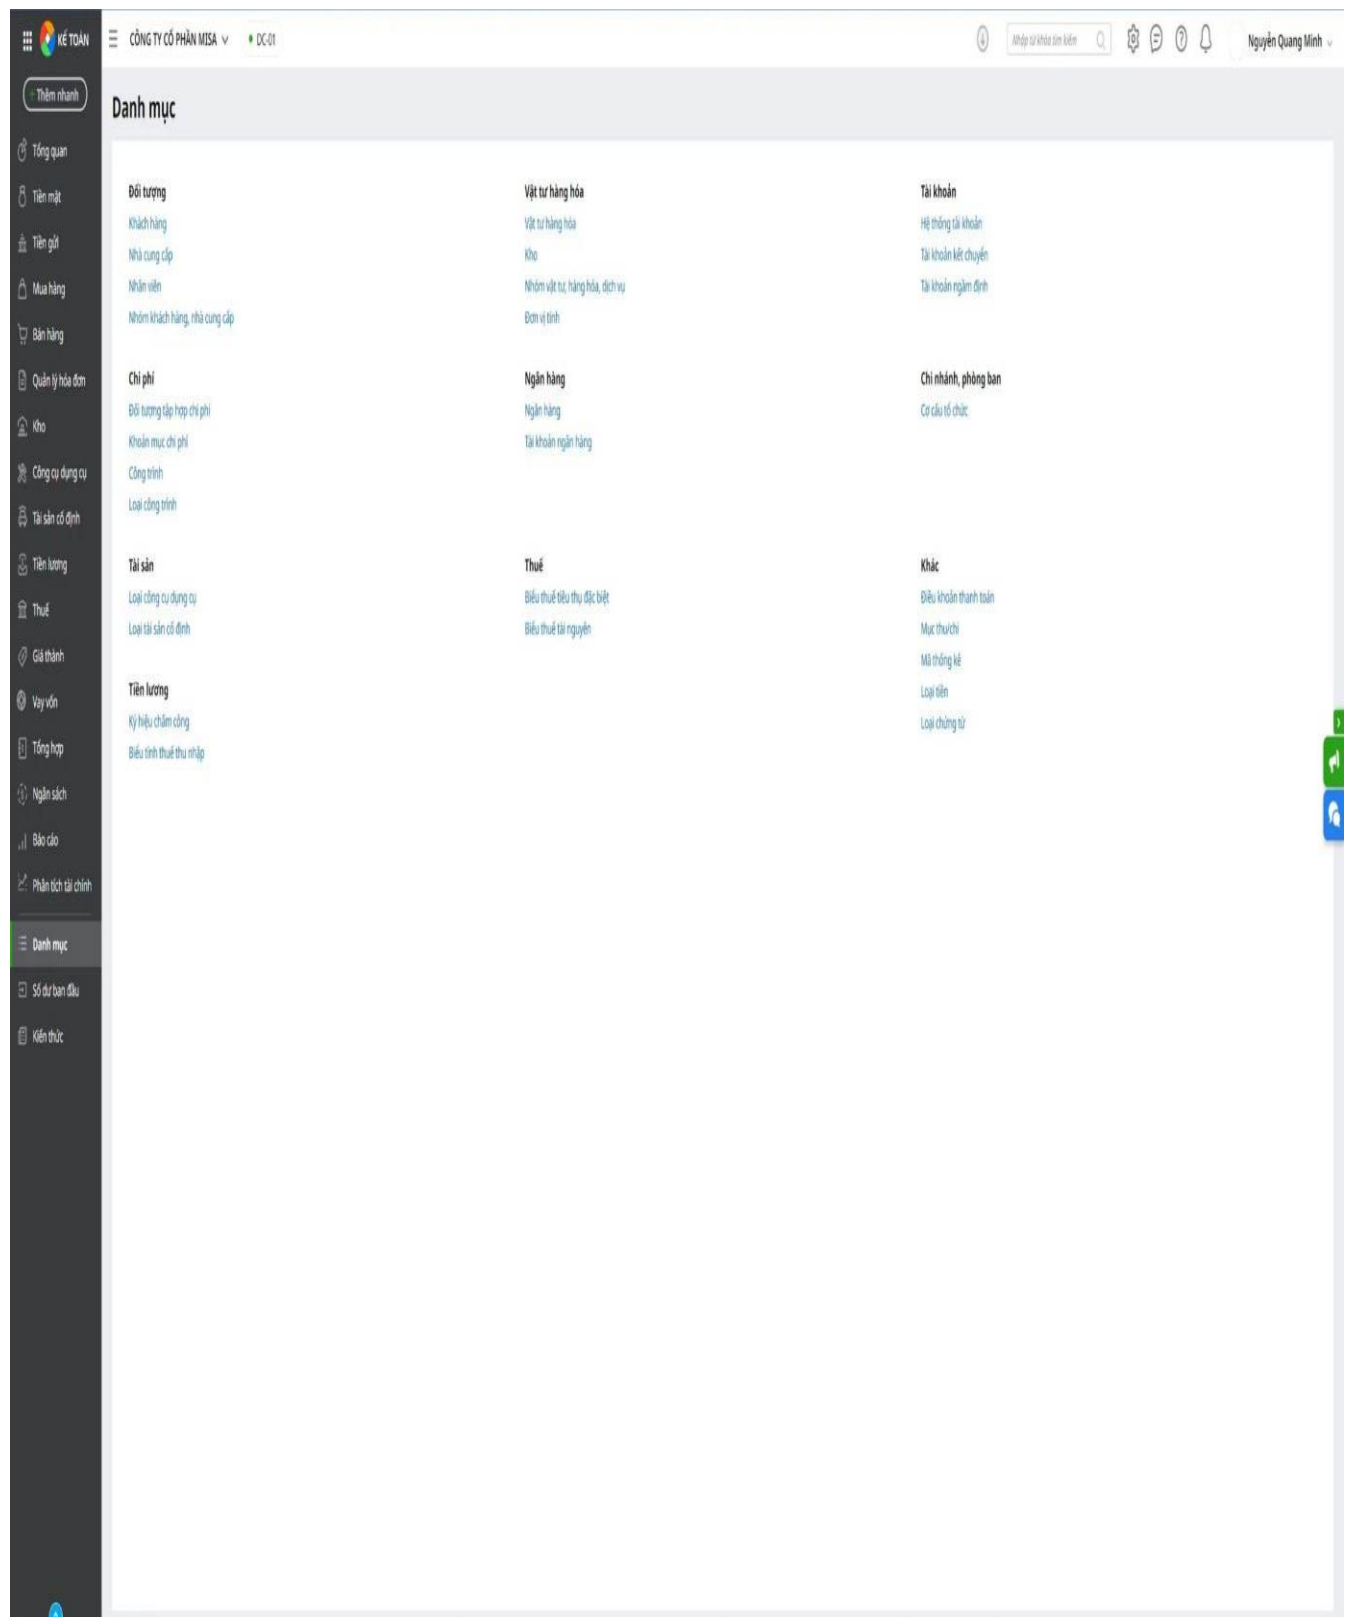 KẾ TOÁN
CÔNG TY CỔ PHẦN MISA
DC-01
Nhập từ khóa tìm kiếm
Nguyễn Quang Minh
+ Thêm nhanh
Tổng quan
Tiền mặt
Tiền gửi
Mua hàng
Bán hàng
Quản lý hóa đơn
Kho
Công cụ dụng cụ
Tài sản cố định
Tiền lương
Thuế
Giá thành
Vay vốn
Tổng hợp
Ngân sách
Báo cáo
Phân tích tài chính
Danh mục
Số dư ban đầu
Kiến thức
Danh mục
Đối tượng
Khách hàng
Nhà cung cấp
Nhân viên
Nhóm khách hàng, nhà cung cấp
Vật tư hàng hóa
Vật tư hàng hóa
Kho
Nhóm vật tư, hàng hóa, dịch vụ
Đơn vị tính
Tài khoản
Hệ thống tài khoản
Tài khoản kết chuyển
Tài khoản ngầm định
Chi phí
Đối tượng tập hợp chi phí
Khoản mục chi phí
Công trình
Loại công trình
Ngân hàng
Ngân hàng
Tài khoản ngân hàng
Chi nhánh, phòng ban
Cơ cấu tổ chức
Tài sản
Loại công cụ dụng cụ
Loại tài sản cố định
Thuế
Biểu thuế tiêu thụ đặc biệt
Biểu thuế tài nguyên
Khác
Điều khoản thanh toán
Mục thu/chi
Mã thống kê
Loại tiền
Loại chứng từ
Tiền lương
Ký hiệu chấm công
Biểu tính thuế thu nhập